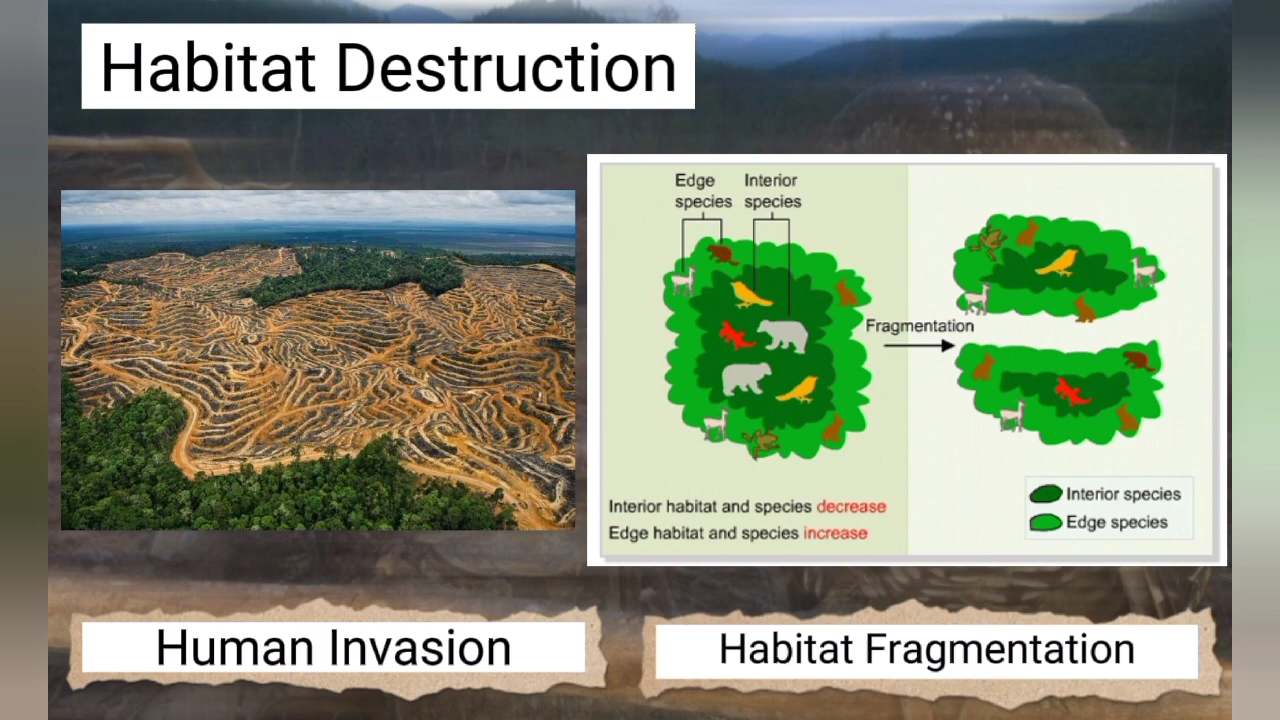 Habitat Destruction
Edge species
Interior species
Fragmentation
Interior habitat and species decrease
Edge habitat and species increase
Interior species
Edge species
Human Invasion
Habitat Fragmentation